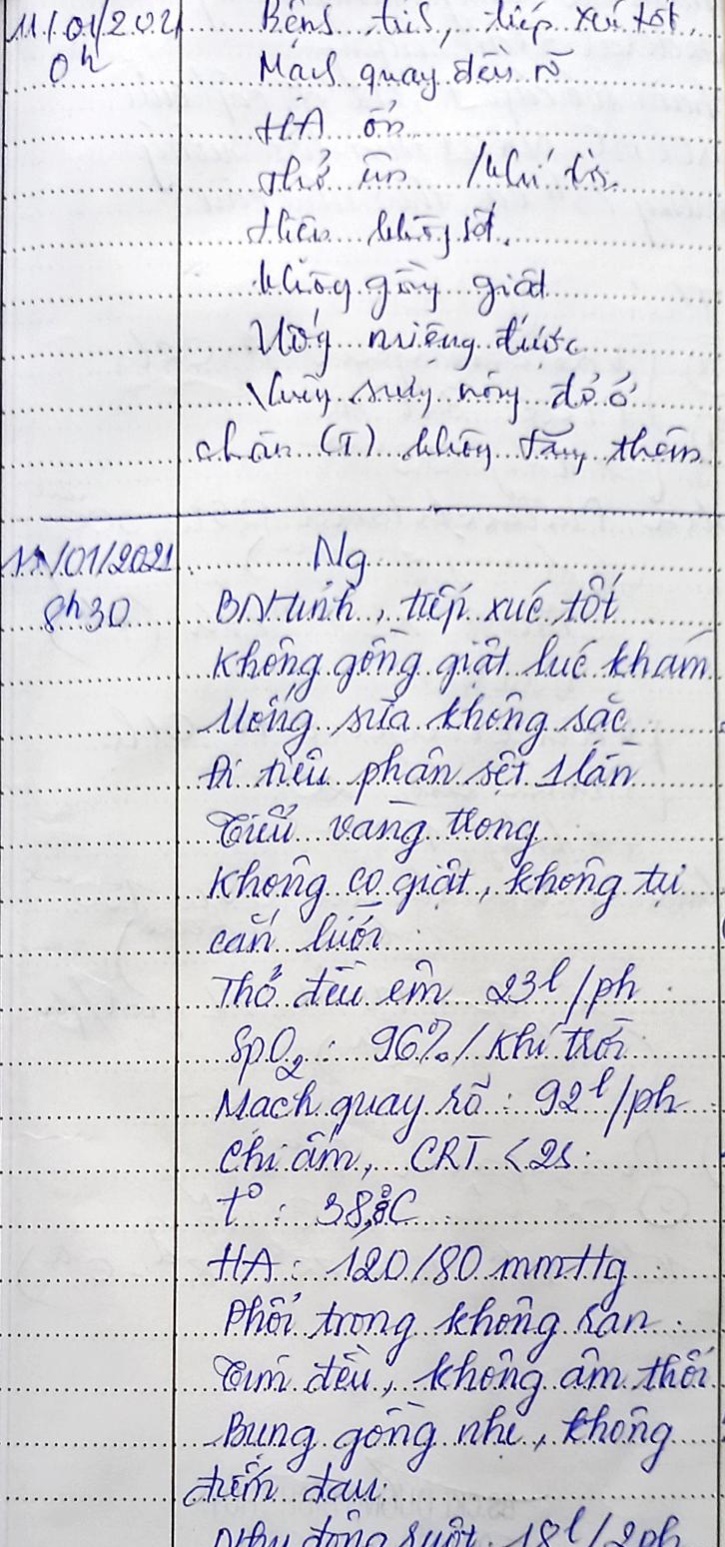 11/01/2021 Bệnh tỉnh, tiếp xúc tốt.
0h Mạch quay đều rõ
HA ổn
Thở êm /khí trời
Hiện không sốt.
Không gồng giật
Uống miệng được
Vùng sưng nóng đỏ ở
chân (T) không tăng thêm
11/01/2021 Ng
8h30 BN tỉnh, tiếp xúc tốt
Không gồng giật lúc khám
Uống sữa không sặc
Đi tiêu phân sệt 1 lần
Tiểu vàng trong
Không co giật, không tự
cắn lưỡi
Thở đều êm 23l/ph
SpO2: 96%/khí trời
Mạch quay rõ: 92l/ph
Chi ấm, CRT <2s
t°: 38,8°C
HA: 120/80 mmHg
Phổi trong không ran
Tim đều, không âm thổi
Bụng gồng nhẹ, không
điểm đau
Nhu động ruột 18l/2ph